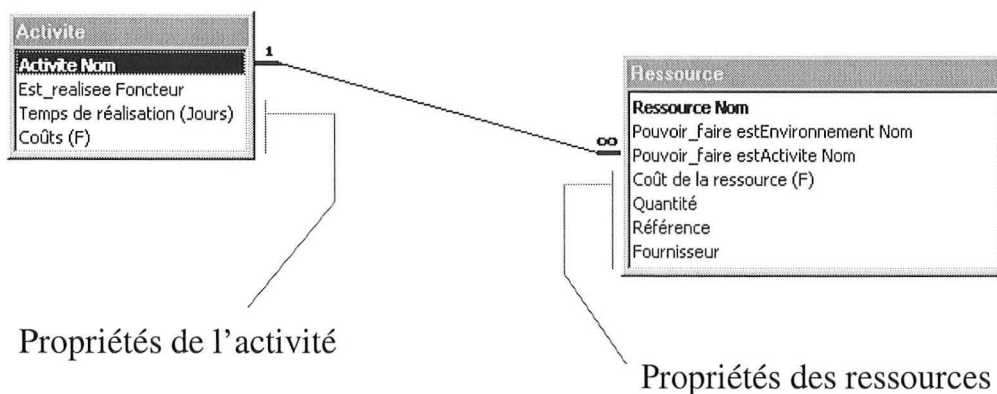 Activite
Activite Nom
Est_realisee Foncteur
Temps de réalisation (Jours)
Coûts (F)
1
∞
Ressource
Ressource Nom
Pouvoir_faire estEnvironnement Nom
Pouvoir_faire estActivite Nom
Coût de la ressource (F)
Quantité
Référence
Fournisseur
Propriétés de l'activité
Propriétés des ressources